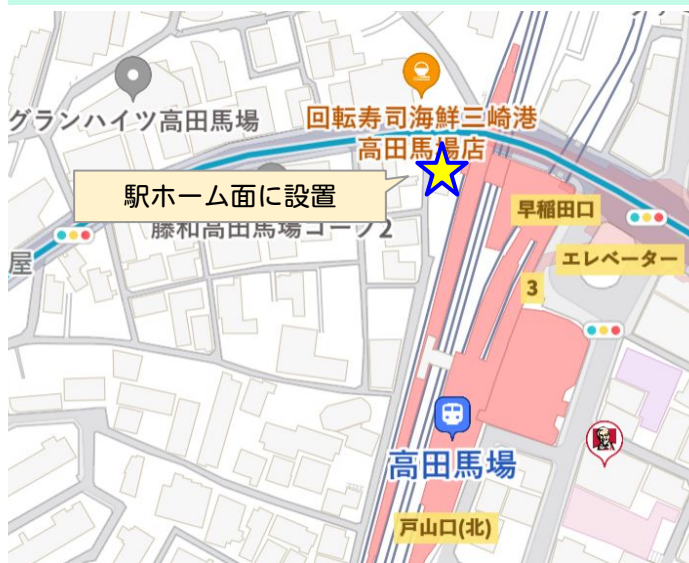 グランハイツ高田馬場
回転寿司海鮮三崎港
高田馬場店
駅ホーム面に設置
藤和高田馬場コープ2
早稲田口
屋
エレベーター
3
高田馬場
戸山口(北)